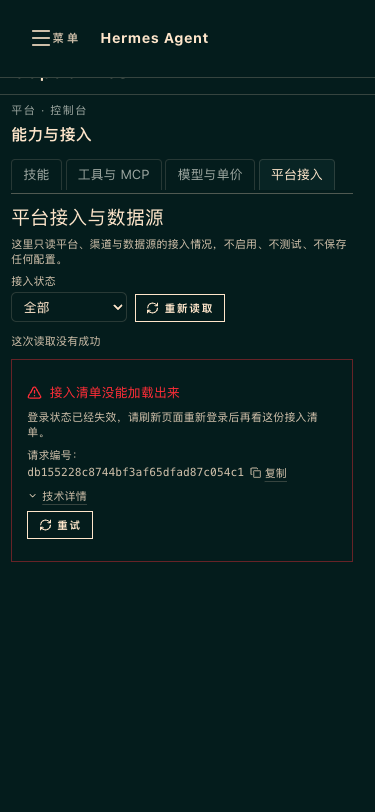 菜单
Hermes Agent
平台 · 控制台
能力与接入
技能
工具与 MCP
模型与单价
平台接入
平台接入与数据源
这里只读平台、渠道与数据源的接入情况，不启用、不测试、不保存
任何配置。
接入状态
全部
重新读取
这次读取没有成功
接入清单没能加载出来
登录状态已经失效，请刷新页面重新登录后再看这份接入清
单。
请求编号：
db155228c8744bf3af65dfad87c054c1
复制
技术详情
重试